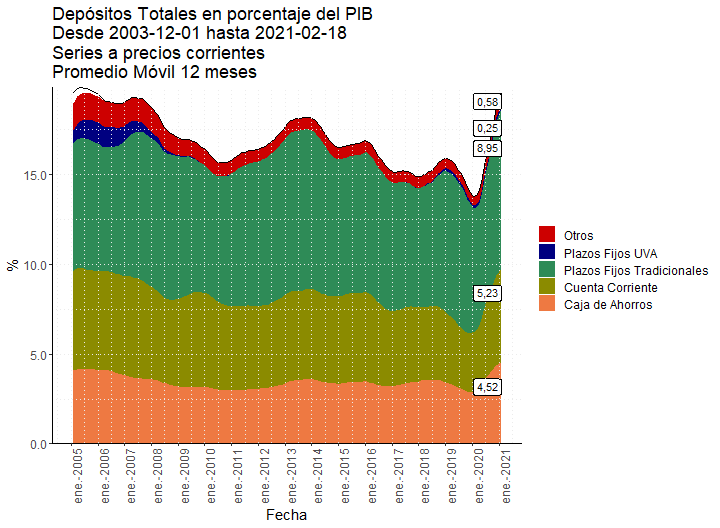 Depósitos Totales en porcentaje del PIB
Desde 2003-12-01 hasta 2021-02-18
Series a precios corrientes
Promedio Móvil 12 meses
%
15.0
10.0
5.0
0.0
0,58
0,25
8,95
5,23
4,52
ene.-2005
ene.-2006
ene.-2007
ene.-2008
ene.-2009
ene.-2010
ene.-2011
ene.-2012
ene.-2013
ene.-2014
ene.-2015
ene.-2016
ene.-2017
ene.-2018
ene.-2019
ene.-2020
ene.-2021
Fecha
Otros
Plazos Fijos UVA
Plazos Fijos Tradicionales
Cuenta Corriente
Caja de Ahorros